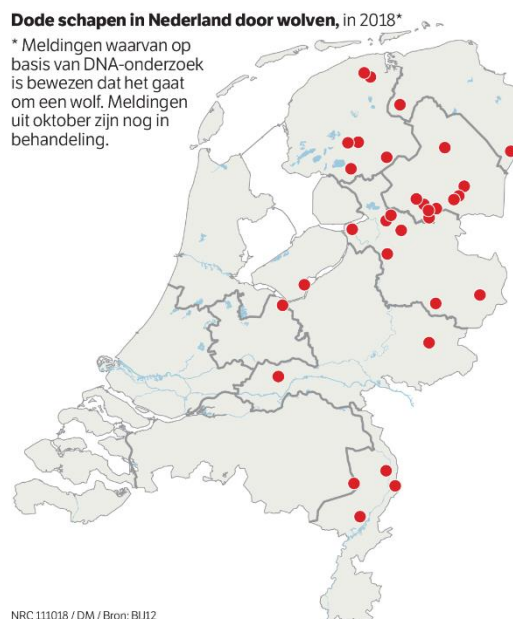 Dode schapen in Nederland door wolven, in 2018*
* Meldingen waarvan op
basis van DNA-onderzoek
is bewezen dat het gaat
om een wolf. Meldingen
uit oktober zijn nog in
behandeling.
NRC 111018 / DM / Bron: BIJ12